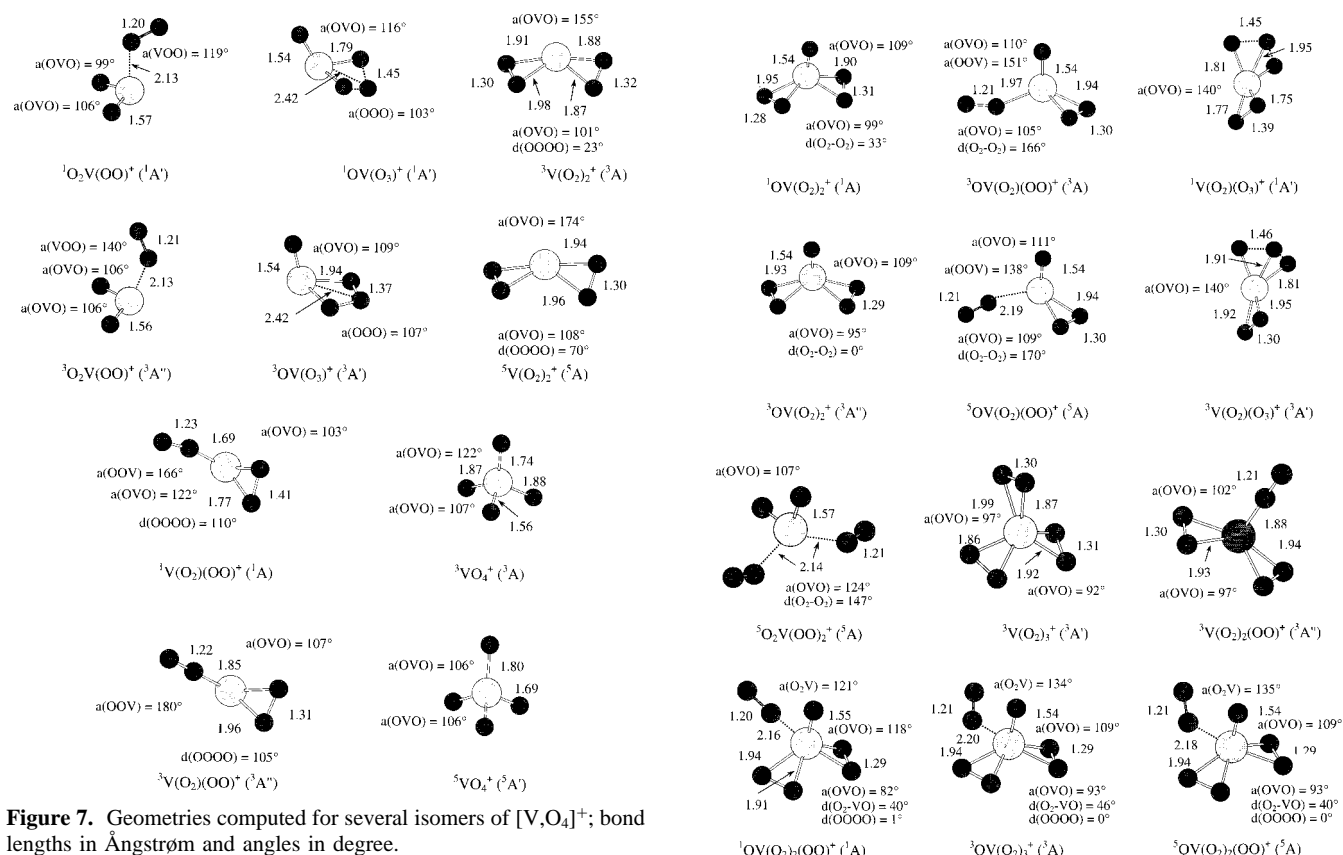 1.20
a(VOO) = 119°
a(OVO) = 99°
2.13
a(OVO) = 106°
1.57
¹O₂V(OO)⁺ (¹A')
a(OVO) = 116°
1.79
1.54
1.45
2.42
a(OOO) = 103°
¹OV(O₃)⁺ (¹A')
a(OVO) = 155°
1.91
1.88
1.30
1.32
1.98
1.87
a(OVO) = 101°
d(OOOO) = 23°
³V(O₂)₂⁺ (³A)
a(VOO) = 140°
1.21
a(OVO) = 106°
2.13
a(OVO) = 106°
1.56
³O₂V(OO)⁺ (³A'')
a(OVO) = 109°
1.54
1.94
1.37
2.42
a(OOO) = 107°
³OV(O₃)⁺ (³A')
a(OVO) = 174°
1.94
1.30
1.96
a(OVO) = 108°
d(OOOO) = 70°
⁵V(O₂)₂⁺ (⁵A)
1.23
1.69
a(OVO) = 103°
a(OOV) = 166°
a(OVO) = 122°
1.77
1.41
d(OOOO) = 110°
¹V(O₂)(OO)⁺ (¹A)
a(OVO) = 122°
1.74
1.87
1.88
a(OVO) = 107°
1.56
³VO₄⁺ (³A)
1.22
a(OVO) = 107°
1.85
a(OOV) = 180°
1.31
1.96
d(OOOO) = 105°
³V(O₂)(OO)⁺ (³A'')
a(OVO) = 106°
1.80
1.69
a(OVO) = 106°
⁵VO₄⁺ (⁵A')
Figure 7. Geometries computed for several isomers of [V,O₄]⁺; bond
lengths in Ångstrøm and angles in degree.
a(OVO) = 109°
1.54
1.90
1.95
1.31
1.28
a(OVO) = 99°
d(O₂-O₂) = 33°
¹OV(O₂)₂⁺ (¹A)
a(OVO) = 110°
a(OOV) = 151°
1.54
1.97
1.94
1.21
1.30
a(OVO) = 105°
d(O₂-O₂) = 166°
³OV(O₂)(OO)⁺ (³A)
1.45
1.95
1.81
a(OVO) = 140°
1.77
1.75
1.39
¹V(O₂)(O₃)⁺ (¹A')
1.54
a(OVO) = 109°
1.93
1.29
a(OVO) = 95°
d(O₂-O₂) = 0°
³OV(O₂)₂⁺ (³A'')
a(OVO) = 111°
a(OOV) = 138°
1.54
1.21
1.94
2.19
1.30
a(OVO) = 109°
d(O₂-O₂) = 170°
⁵OV(O₂)(OO)⁺ (⁵A)
1.46
1.91
a(OVO) = 140°
1.81
1.95
1.92
1.30
³V(O₂)(O₃)⁺ (³A')
a(OVO) = 107°
1.57
1.21
2.14
a(OVO) = 124°
d(O₂-O₂) = 147°
⁵O₂V(OO)₂⁺ (⁵A)
1.30
1.99
1.87
a(OVO) = 97°
1.86
1.31
1.92
a(OVO) = 92°
³V(O₂)₃⁺ (³A')
1.21
a(OVO) = 102°
1.88
1.30
1.94
1.93
a(OVO) = 97°
³V(O₂)₂(OO)⁺ (³A'')
a(O₂V) = 121°
1.20
1.55
2.16
a(OVO) = 118°
1.94
1.29
1.91
a(OVO) = 82°
d(O₂-VO) = 40°
d(OOOO) = 1°
¹OV(O₂)₂(OO)⁺ (¹A)
a(O₂V) = 134°
1.21
1.54
2.20
a(OVO) = 109°
1.94
1.29
a(OVO) = 93°
d(O₂-VO) = 46°
d(OOOO) = 0°
³OV(O₂)₃⁺ (³A)
a(O₂V) = 135°
1.21
1.54
2.18
a(OVO) = 109°
1.94
1.29
a(OVO) = 93°
d(O₂-VO) = 40°
d(OOOO) = 0°
⁵OV(O₂)₂(OO)⁺ (⁵A)